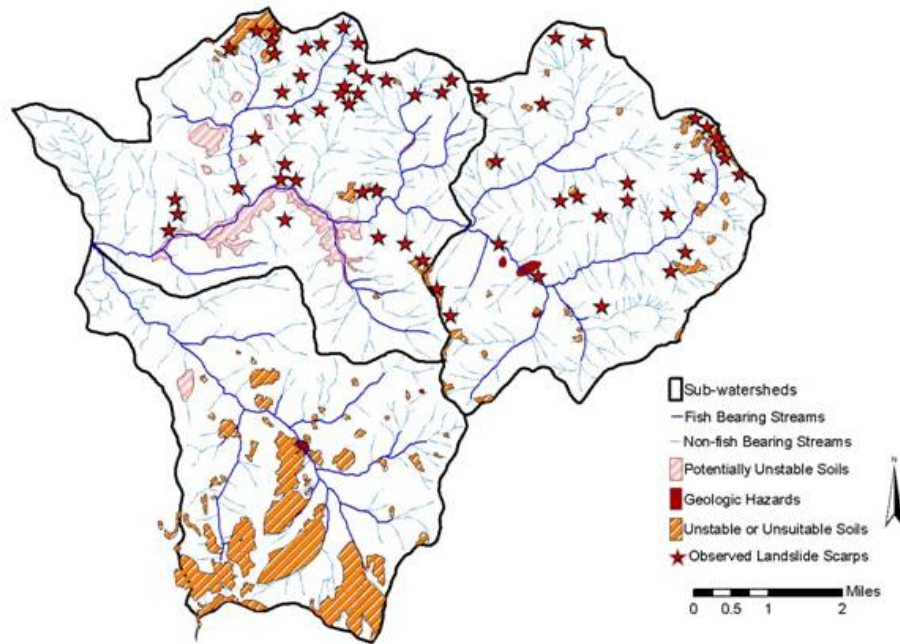 Sub-watersheds
Fish Bearing Streams
Non-fish Bearing Streams
Potentially Unstable Soils
Geologic Hazards
Unstable or Unsuitable Soils
Observed Landslide Scarps
N
Miles
0 0.5 1 2